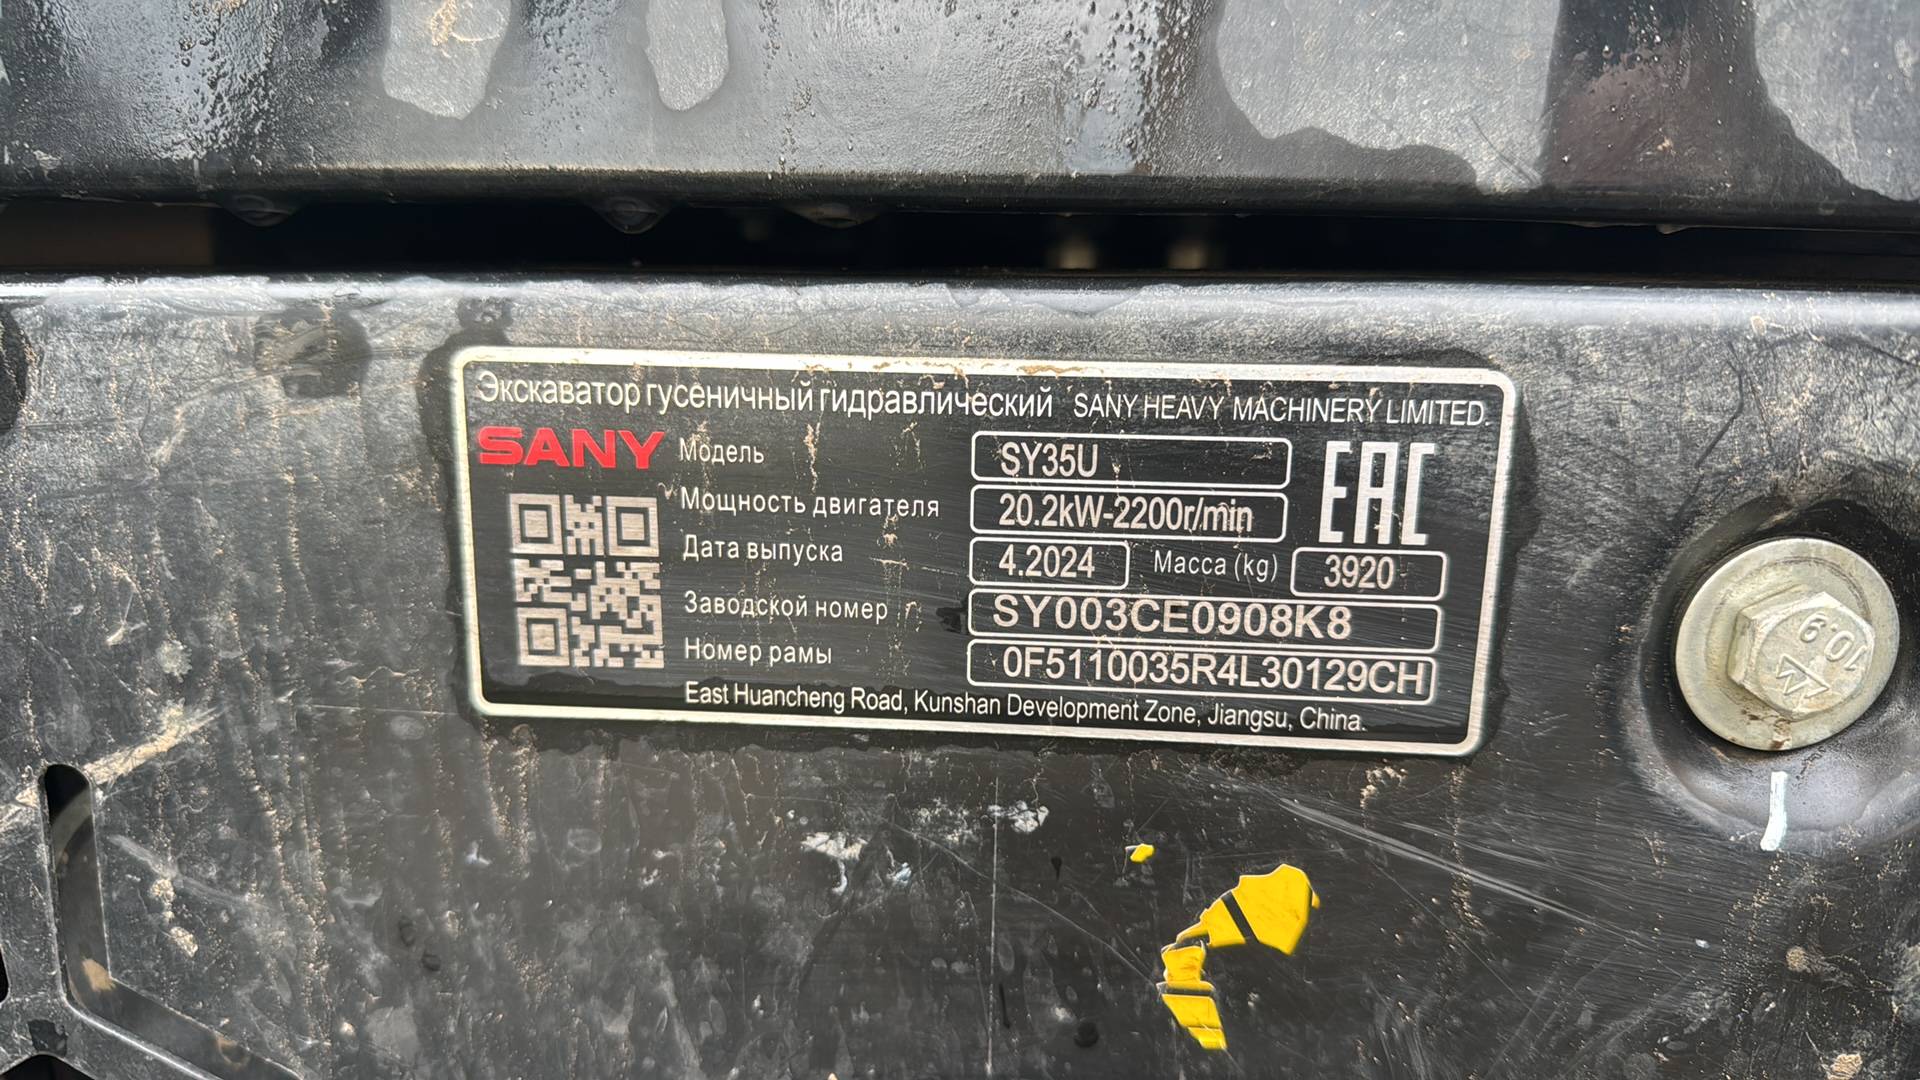 Экскаватор гусеничный гидравлический SANY HEAVY MACHINERY LIMITED.
SANY Модель SY35U EAC
Мощность двигателя 20.2kW-2200r/min
Дата выпуска 4.2024 Масса (kg) 3920
Заводской номер SY003CE0908K8
Номер рамы 0F5110035R4L30129CH
East Huancheng Road, Kunshan Development Zone, Jiangsu, China.
10.9